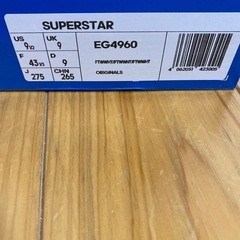 SUPERSTAR
US UK
9½ 9
F D
43⅓ 9
J CHN
275 265
EG4960
FTWWHT/FTWWHT/FTWWHT
ORIGINALS